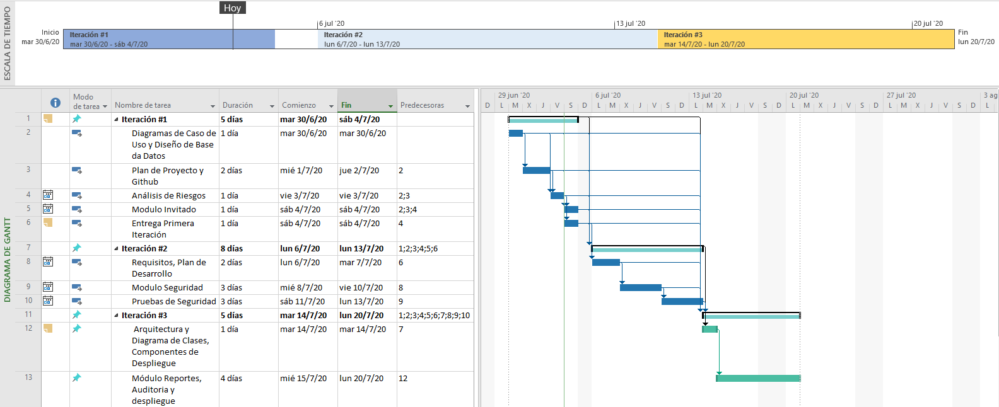 ESCALA DE TIEMPO
Hoy
6 jul '20
13 jul '20
20 jul '20
Inicio
mar 30/6/20
Iteración #1
mar 30/6/20 - sáb 4/7/20
Iteración #2
lun 6/7/20 - lun 13/7/20
Iteración #3
mar 14/7/20 - lun 20/7/20
Fin
lun 20/7/20
DIAGRAMA DE GANTT
Modo de tarea Nombre de tarea Duración Comienzo Fin Predecesoras
29 jun '20 6 jul '20 13 jul '20 20 jul '20 27 jul '20 3 ag
D L M X J V S D L M X J V S D L M X J V S D L M X J V S D L M X J V S D L
1 Iteración #1 5 días mar 30/6/20 sáb 4/7/20
2 Diagramas de Caso de 1 día mar 30/6/20 mar 30/6/20
Uso y Diseño de Base
da Datos
3 Plan de Proyecto y 2 días mié 1/7/20 jue 2/7/20 2
Github
4 Análisis de Riesgos 1 día vie 3/7/20 vie 3/7/20 2;3
5 Modulo Invitado 1 día sáb 4/7/20 sáb 4/7/20 2;3;4
6 Entrega Primera 1 día sáb 4/7/20 sáb 4/7/20 4
Iteración
7 Iteración #2 8 días lun 6/7/20 lun 13/7/20 1;2;3;4;5;6
8 Requisitos, Plan de 2 días lun 6/7/20 mar 7/7/20 6
Desarrollo
9 Modulo Seguridad 3 días mié 8/7/20 vie 10/7/20 8
10 Pruebas de Seguridad 3 días sáb 11/7/20 lun 13/7/20 9
11 Iteración #3 5 días mar 14/7/20 lun 20/7/20 1;2;3;4;5;6;7;8;9;10
12 Arquitectura y 1 día mar 14/7/20 mar 14/7/20 7
Diagrama de Clases,
Componentes de
Despliegue
13 Módulo Reportes, 4 días mié 15/7/20 lun 20/7/20 12
Auditoria y
despliegue